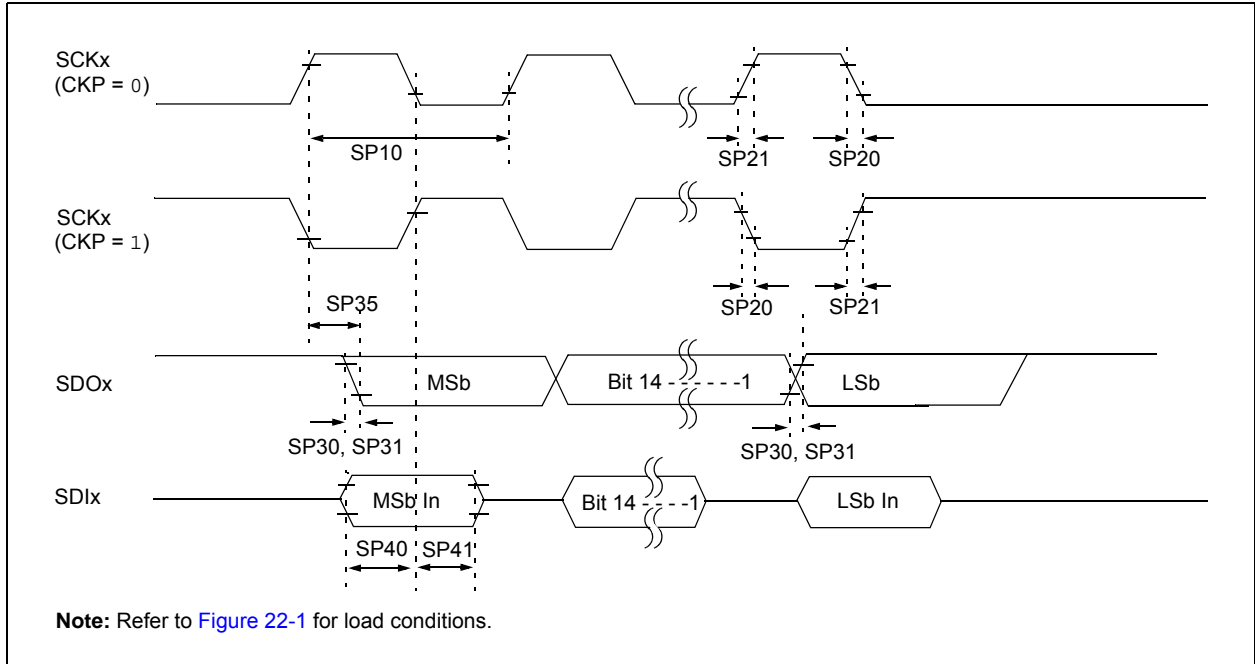 SCKx
(CKP = 0)
SP10
SP21
SP20
SCKx
(CKP = 1)
SP35
SP20
SP21
SDOx
MSb
Bit 14 - - - - - -1
LSb
SP30, SP31
SP30, SP31
SDIx
MSb In
Bit 14 - - - -1
LSb In
SP40
SP41
Note: Refer to Figure 22-1 for load conditions.